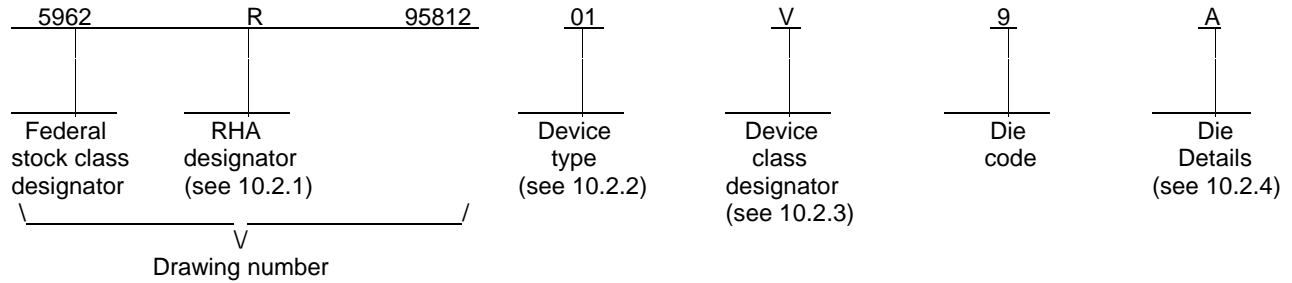 5962 R 95812 01 V 9 A
Federal stock class designator
RHA designator (see 10.2.1)
Device type (see 10.2.2)
Device class designator (see 10.2.3)
Die code
Die Details (see 10.2.4)
Drawing number